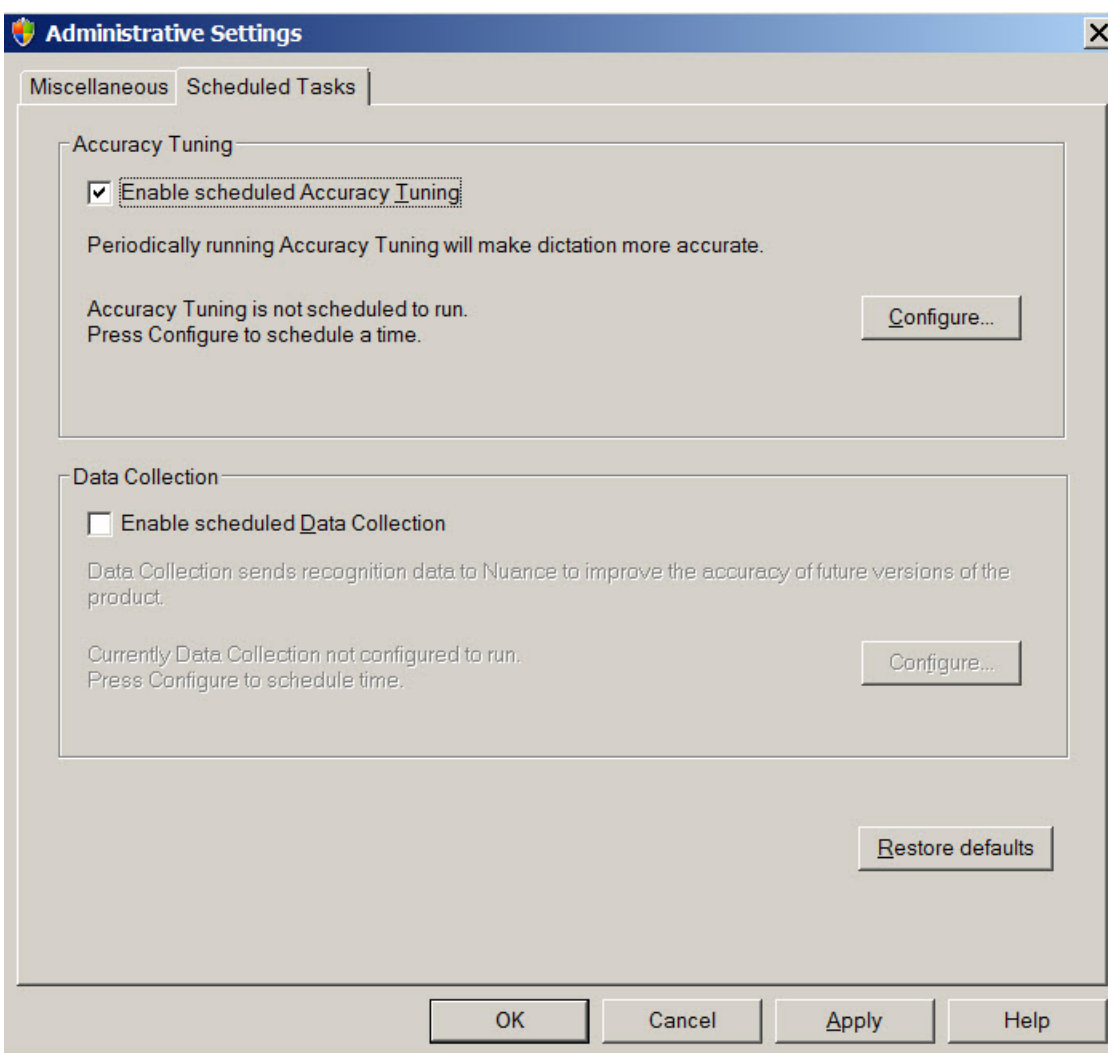 Administrative Settings
Miscellaneous Scheduled Tasks
Accuracy Tuning
Enable scheduled Accuracy Tuning
Periodically running Accuracy Tuning will make dictation more accurate.
Accuracy Tuning is not scheduled to run.
Press Configure to schedule a time.
Configure...
Data Collection
Enable scheduled Data Collection
Data Collection sends recognition data to Nuance to improve the accuracy of future versions of the
product.
Currently Data Collection not configured to run.
Press Configure to schedule time.
Configure...
Restore defaults
OK Cancel Apply Help